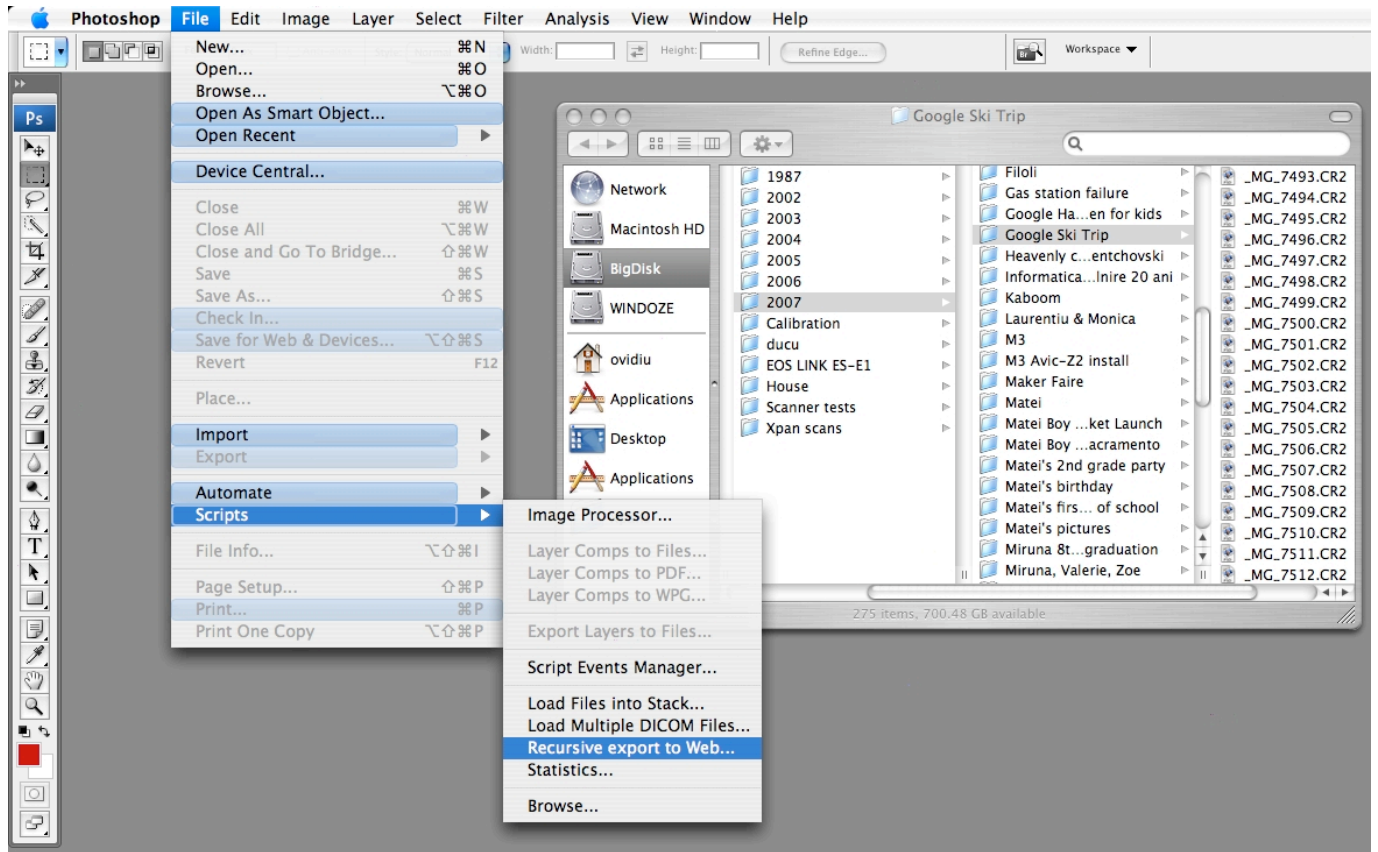 Photoshop File Edit Image Layer Select Filter Analysis View Window Help
Width: Height: Refine Edge... Br Workspace
Ps
New... ⌘N
Open... ⌘O
Browse... ⌥⌘O
Open As Smart Object...
Open Recent
Device Central...
Close ⌘W
Close All ⌥⌘W
Close and Go To Bridge... ⇧⌘W
Save ⌘S
Save As... ⇧⌘S
Check In...
Save for Web & Devices... ⌥⇧⌘S
Revert F12
Place...
Import
Export
Automate
Scripts
File Info... ⌥⇧⌘I
Page Setup... ⇧⌘P
Print... ⌘P
Print One Copy ⌥⇧⌘P
Image Processor...
Layer Comps to Files...
Layer Comps to PDF...
Layer Comps to WPG...
Export Layers to Files...
Script Events Manager...
Load Files into Stack...
Load Multiple DICOM Files...
Recursive export to Web...
Statistics...
Browse...
Google Ski Trip
Network
Macintosh HD
BigDisk
WINDOZE
ovidiu
Applications
Desktop
Applications
1987
2002
2003
2004
2005
2006
2007
Calibration
ducu
EOS LINK ES-E1
House
Scanner tests
Xpan scans
Filoli
Gas station failure
Google Ha...en for kids
Google Ski Trip
Heavenly c...entchovski
Informatica...lnire 20 ani
Kaboom
Laurentiu & Monica
M3
M3 Avic-Z2 install
Maker Faire
Matei
Matei Boy ...ket Launch
Matei Boy ...acramento
Matei's 2nd grade party
Matei's birthday
Matei's firs... of school
Matei's pictures
Miruna 8t...graduation
Miruna, Valerie, Zoe
_MG_7493.CR2
_MG_7494.CR2
_MG_7495.CR2
_MG_7496.CR2
_MG_7497.CR2
_MG_7498.CR2
_MG_7499.CR2
_MG_7500.CR2
_MG_7501.CR2
_MG_7502.CR2
_MG_7503.CR2
_MG_7504.CR2
_MG_7505.CR2
_MG_7506.CR2
_MG_7507.CR2
_MG_7508.CR2
_MG_7509.CR2
_MG_7510.CR2
_MG_7511.CR2
_MG_7512.CR2
275 items, 700.48 GB available
T